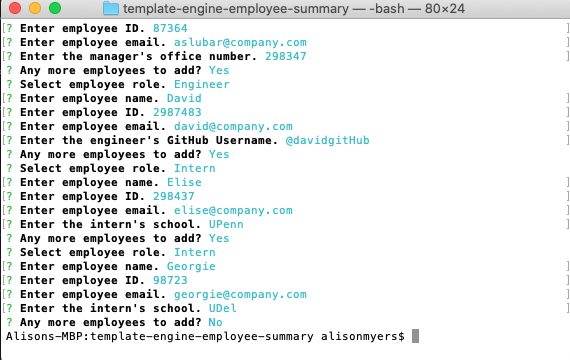 template-engine-employee-summary — -bash — 80×24
[? Enter employee ID. 87364 ]
[? Enter employee email. aslubar@company.com ]
[? Enter the manager's office number. 298347 ]
? Any more employees to add? Yes
? Select employee role. Engineer
[? Enter employee name. David ]
[? Enter employee ID. 2987483 ]
[? Enter employee email. david@company.com ]
[? Enter the engineer's GitHub Username. @davidgitHub ]
? Any more employees to add? Yes
? Select employee role. Intern
[? Enter employee name. Elise ]
[? Enter employee ID. 298437 ]
[? Enter employee email. elise@company.com ]
[? Enter the intern's school. UPenn ]
? Any more employees to add? Yes
? Select employee role. Intern
[? Enter employee name. Georgie ]
[? Enter employee ID. 98723 ]
[? Enter employee email. georgie@company.com ]
[? Enter the intern's school. UDel ]
? Any more employees to add? No
Alisons-MBP:template-engine-employee-summary alisonmyers$